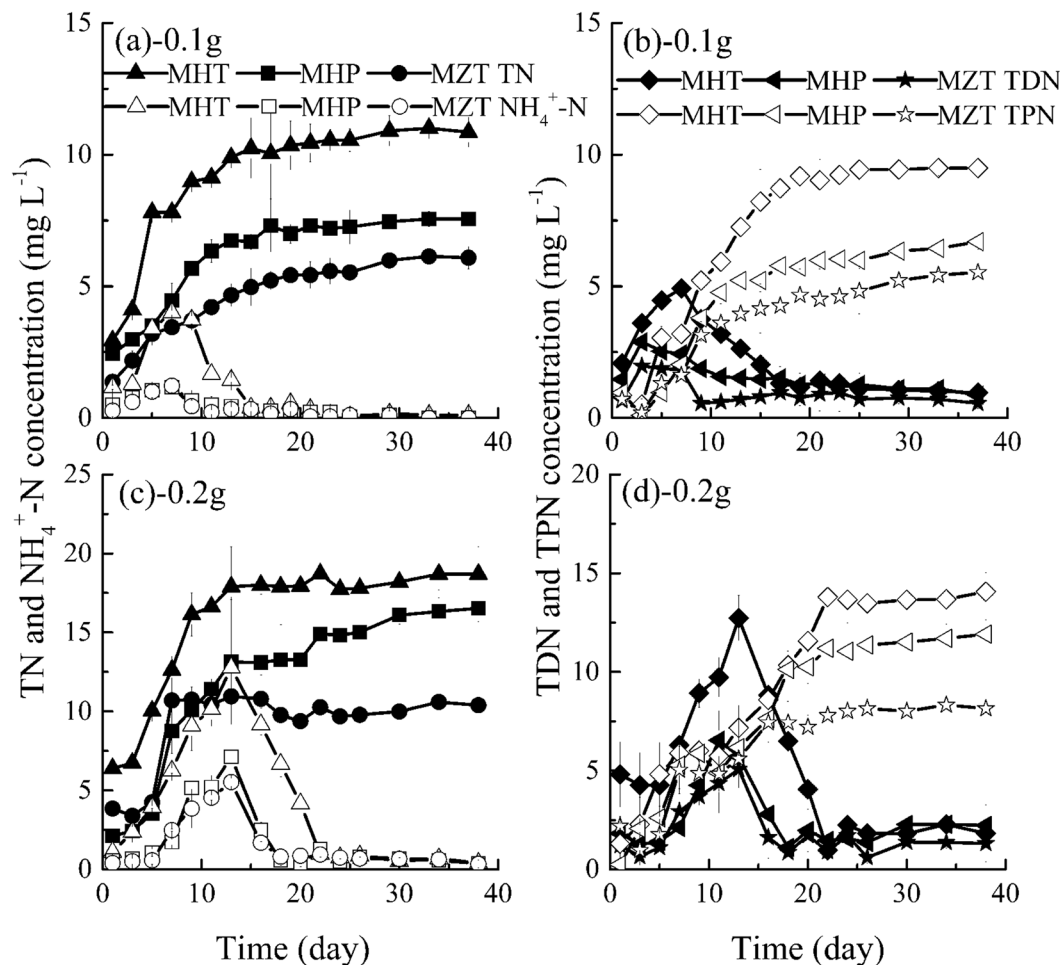 TN and NH₄⁺-N concentration (mg L⁻¹)
(a)-0.1g
MHT MHP MZT TN
MHT MHP MZT NH₄⁺-N
15
10
5
0
0 10 20 30 40
TDN and TPN concentration (mg L⁻¹)
(b)-0.1g
MHT MHP MZT TDN
MHT MHP MZT TPN
15
10
5
0
0 10 20 30 40
(c)-0.2g
25
20
15
10
5
0
0 10 20 30 40
Time (day)
(d)-0.2g
20
15
10
5
0
0 10 20 30 40
Time (day)